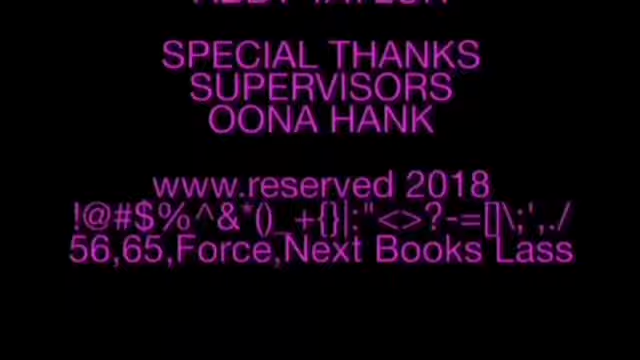 SPECIAL THANKS
SUPERVISORS
OONA HANK
www.reserved 2018
!@#$%^&*()_+{}|:"<>?-=[]\;',./
56,65,Force,Next Books Lass